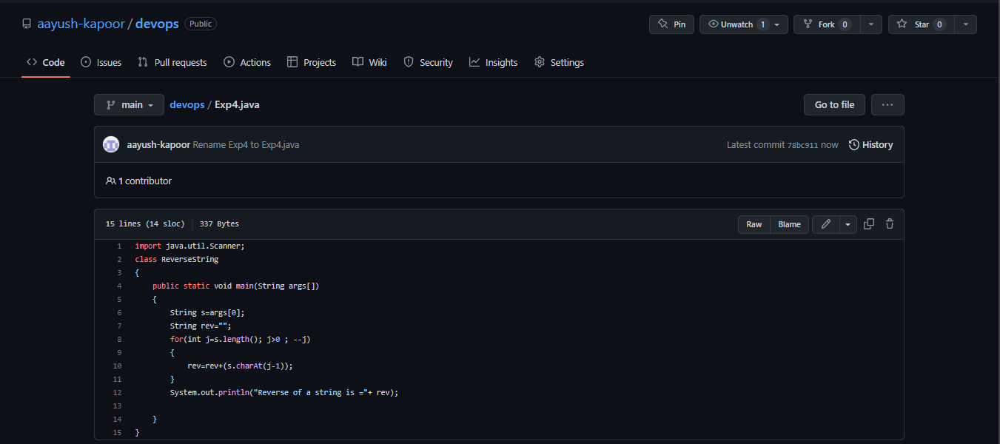 aayush-kapoor / devops Public Pin Unwatch 1 Fork 0 Star 0
Code Issues Pull requests Actions Projects Wiki Security Insights Settings
main devops / Exp4.java Go to file ...
aayush-kapoor Rename Exp4 to Exp4.java Latest commit 78bc911 now History
1 contributor
15 lines (14 sloc) 337 Bytes Raw Blame
1 import java.util.Scanner;
2 class ReverseString
3 {
4     public static void main(String args[])
5     {
6         String s=args[0];
7         String rev="";
8         for(int j=s.length(); j>0 ; --j)
9         {
10             rev=rev+(s.charAt(j-1));
11         }
12         System.out.println("Reverse of a string is ="+ rev);
13
14     }
15 }